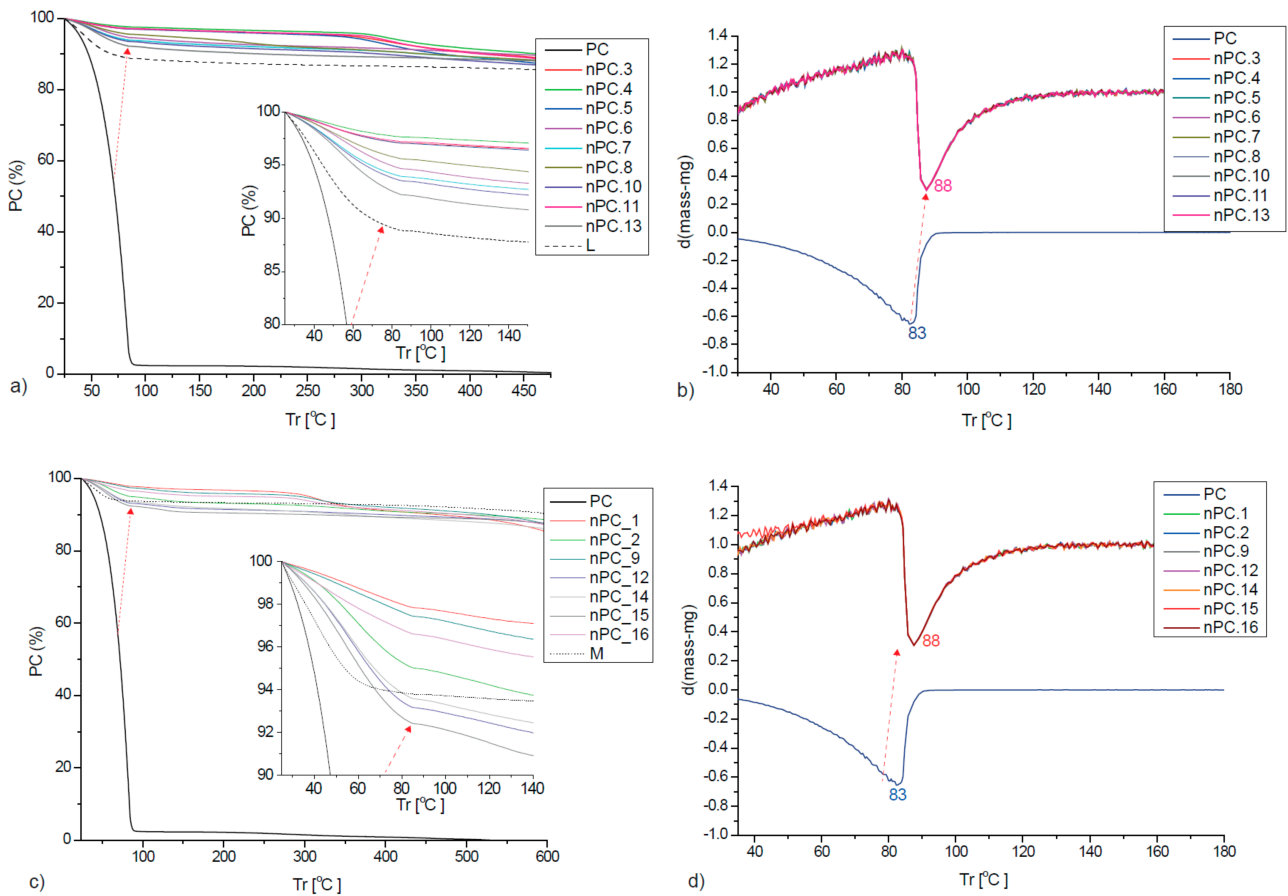 100
80
60
40
20
0
PC (%)
50 100 150 200 250 300 350 400 450
Tr [°C]
a)
100
95
90
85
80
PC (%)
40 60 80 100 120 140
Tr [°C]
PC
nPC.3
nPC.4
nPC.5
nPC.6
nPC.7
nPC.8
nPC.10
nPC.11
nPC.13
L
1.4
1.2
1.0
0.8
0.6
0.4
0.2
0.0
-0.2
-0.4
-0.6
-0.8
-1.0
d(mass-mg)
88
83
40 60 80 100 120 140 160 180
Tr [°C]
b)
PC
nPC.3
nPC.4
nPC.5
nPC.6
nPC.7
nPC.8
nPC.10
nPC.11
nPC.13
100
80
60
40
20
0
PC (%)
100 200 300 400 500 600
Tr [°C]
c)
100
98
96
94
92
90
40 60 80 100 120 140
Tr [°C]
PC
nPC_1
nPC_2
nPC_9
nPC_12
nPC_14
nPC_15
nPC_16
M
1.4
1.2
1.0
0.8
0.6
0.4
0.2
0.0
-0.2
-0.4
-0.6
-0.8
-1.0
d(mass-mg)
88
83
40 60 80 100 120 140 160 180
Tr [°C]
d)
PC
nPC.1
nPC.2
nPC.9
nPC.12
nPC.14
nPC.15
nPC.16